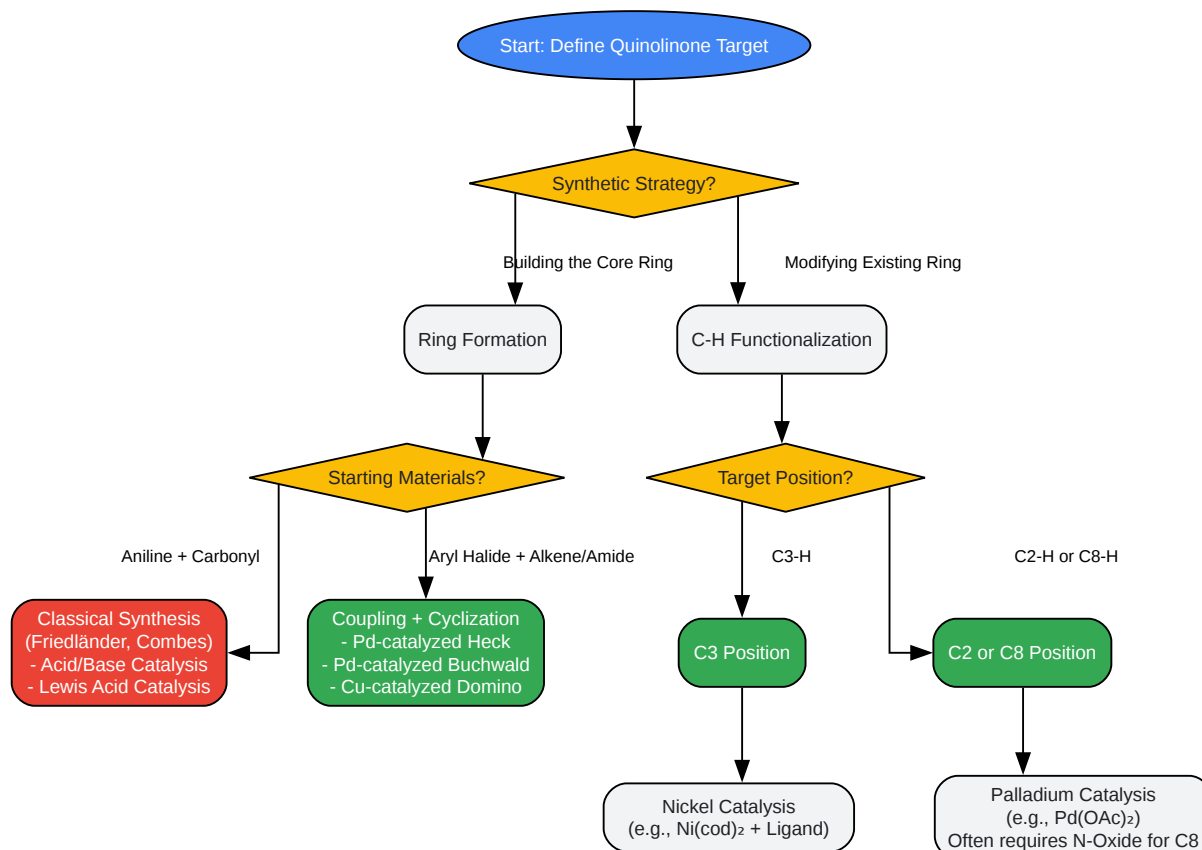 Start: Define Quinolinone Target
Synthetic Strategy?
Building the Core Ring
Modifying Existing Ring
Ring Formation
C-H Functionalization
Starting Materials?
Target Position?
Aniline + Carbonyl
Aryl Halide + Alkene/Amide
C3-H
C2-H or C8-H
Classical Synthesis
(Friedländer, Combes)
- Acid/Base Catalysis
- Lewis Acid Catalysis
Coupling + Cyclization
- Pd-catalyzed Heck
- Pd-catalyzed Buchwald
- Cu-catalyzed Domino
C3 Position
C2 or C8 Position
Nickel Catalysis
(e.g., Ni(cod)₂ + Ligand)
Palladium Catalysis
(e.g., Pd(OAc)₂)
Often requires N-Oxide for C8